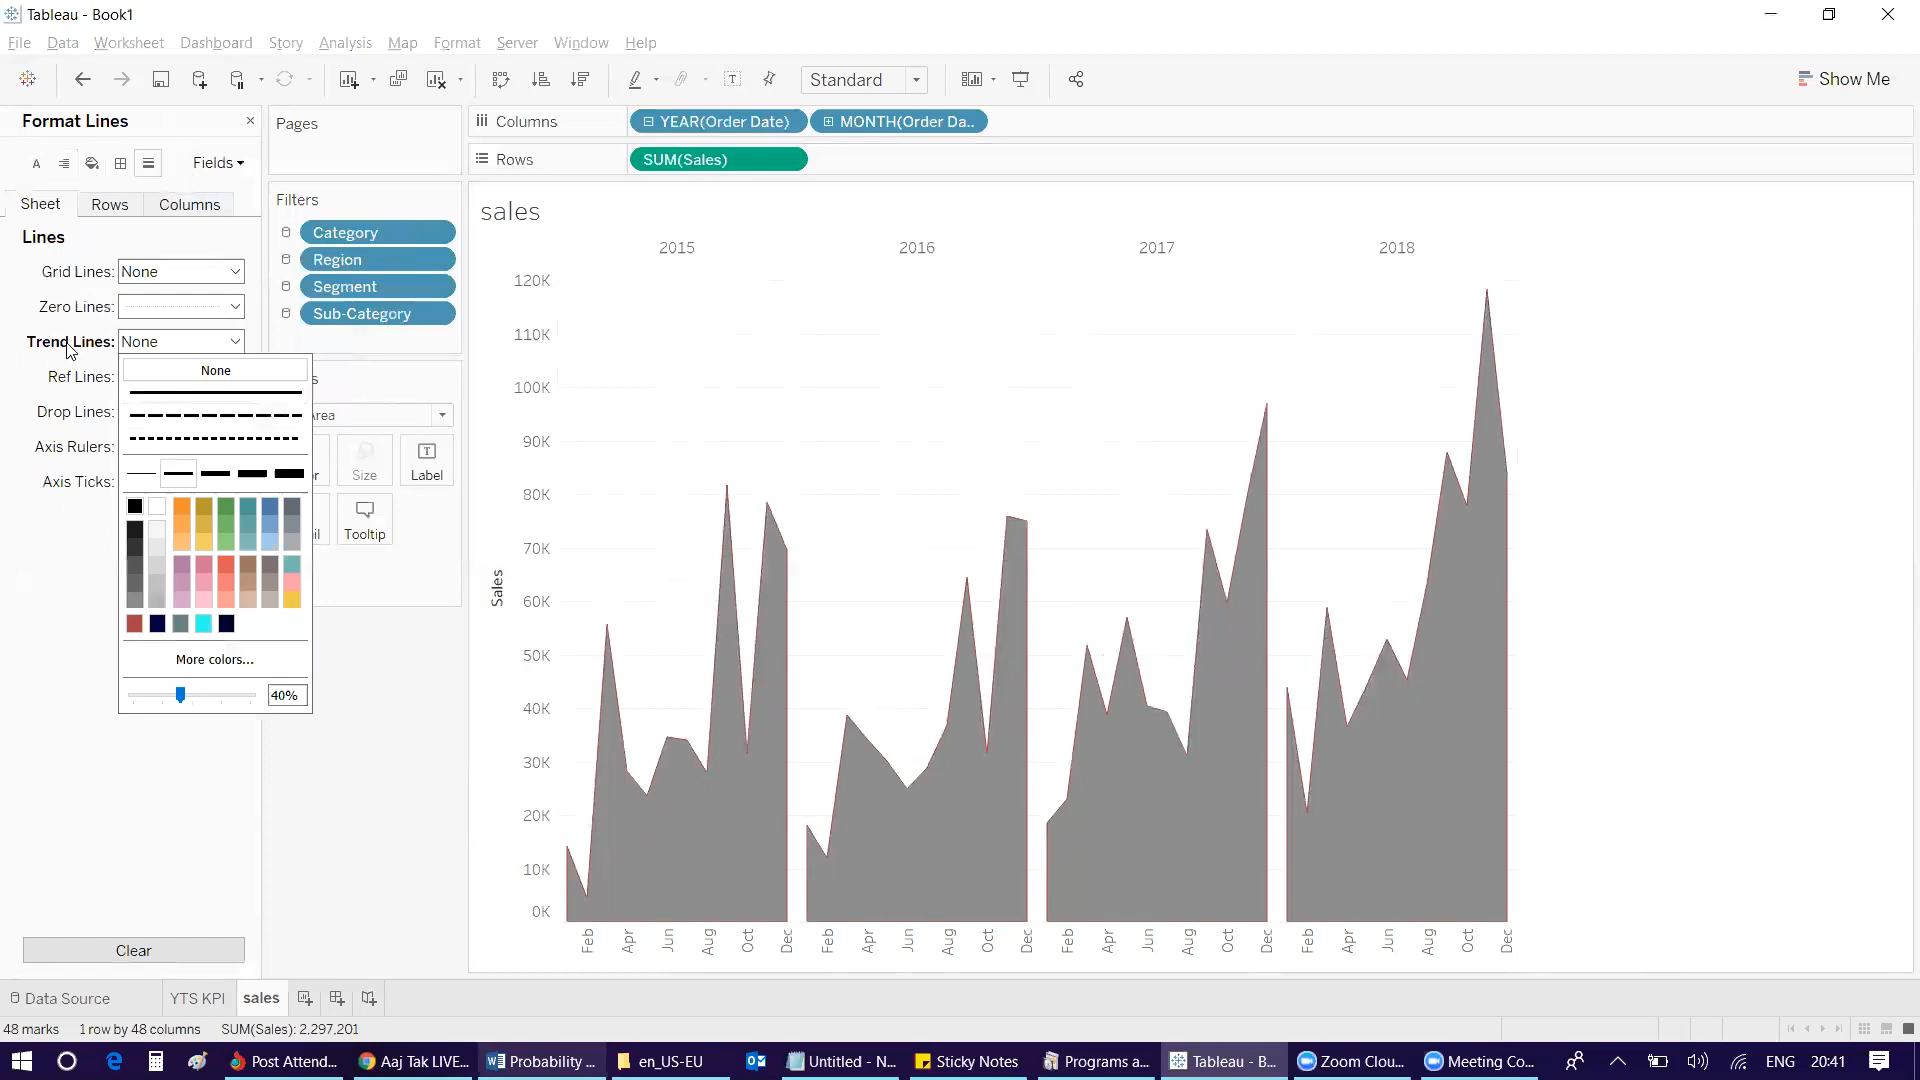 Tableau - Book1
File Data Worksheet Dashboard Story Analysis Map Format Server Window Help
Standard
Show Me
Format Lines
Fields
Sheet Rows Columns
Lines
Grid Lines: None
Zero Lines:
Trend Lines: None
Ref Lines:
Drop Lines:
Axis Rulers:
Axis Ticks:
None
More colors...
40%
Clear
Pages
Filters
Category
Region
Segment
Sub-Category
Area
Size
Label
Tooltip
Columns YEAR(Order Date) MONTH(Order Da..
Rows SUM(Sales)
sales
2015 2016 2017 2018
120K
110K
100K
90K
80K
70K
60K
50K
40K
30K
20K
10K
0K
Sales
Feb Apr Jun Aug Oct Dec Feb Apr Jun Aug Oct Dec Feb Apr Jun Aug Oct Dec Feb Apr Jun Aug Oct Dec
Data Source YTS KPI sales
48 marks 1 row by 48 columns SUM(Sales): 2,297,201
Post Attend... Aaj Tak LIVE... Probability ... en_US-EU Untitled - N... Sticky Notes Programs a... Tableau - B... Zoom Clou... Meeting Co... ENG 20:41